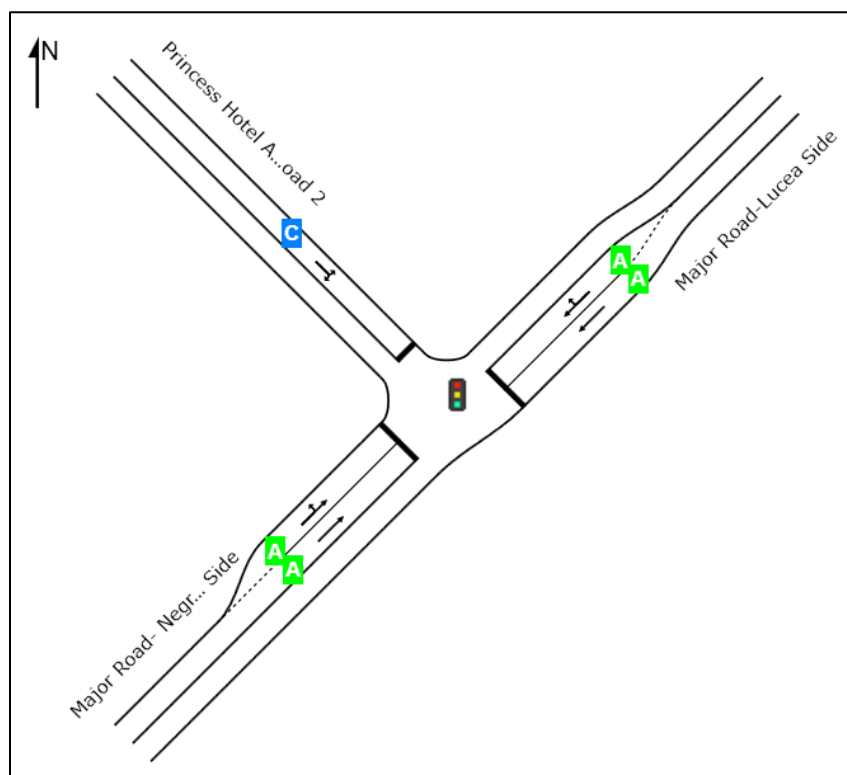 N
Princess Hotel A...oad 2
Major Road-Lucea Side
C
A
A
A
A
Major Road- Negr... Side